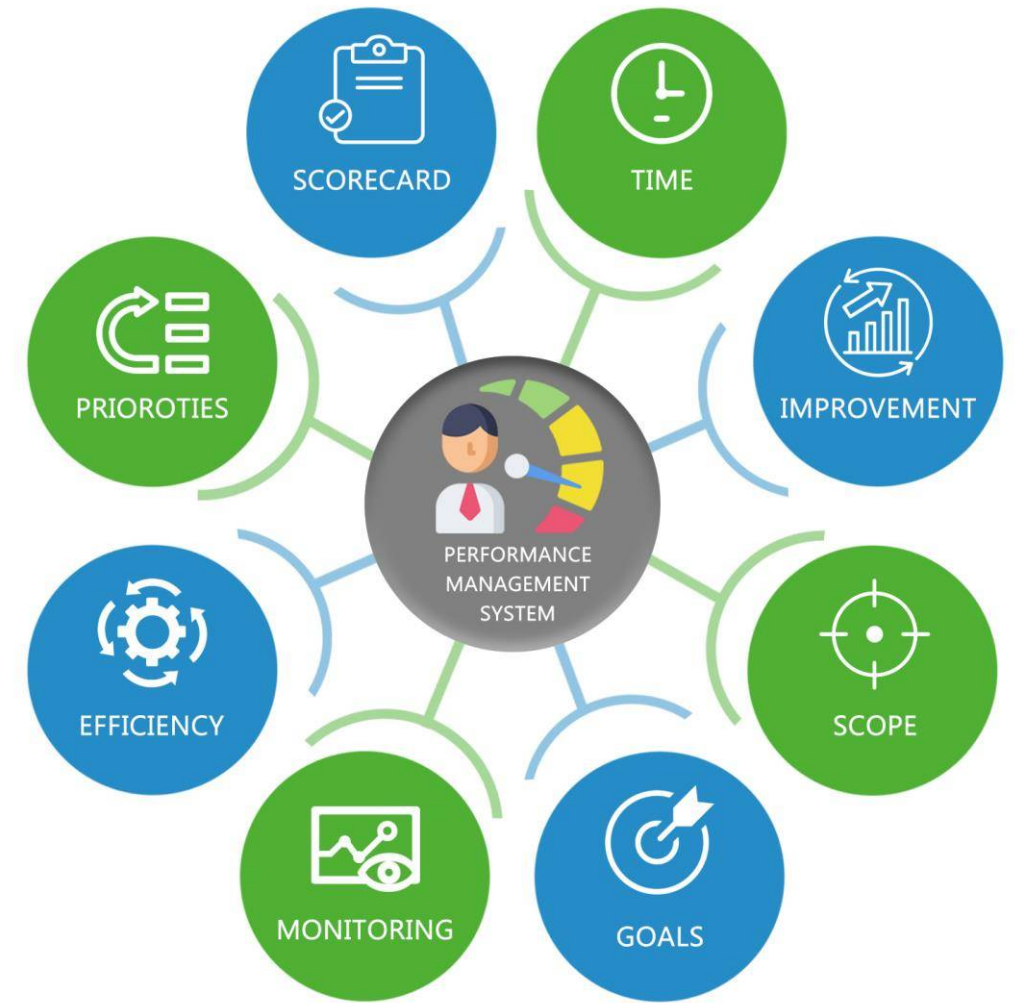 SCORECARD
TIME
PRIOROTIES
IMPROVEMENT
PERFORMANCE
MANAGEMENT
SYSTEM
EFFICIENCY
SCOPE
MONITORING
GOALS